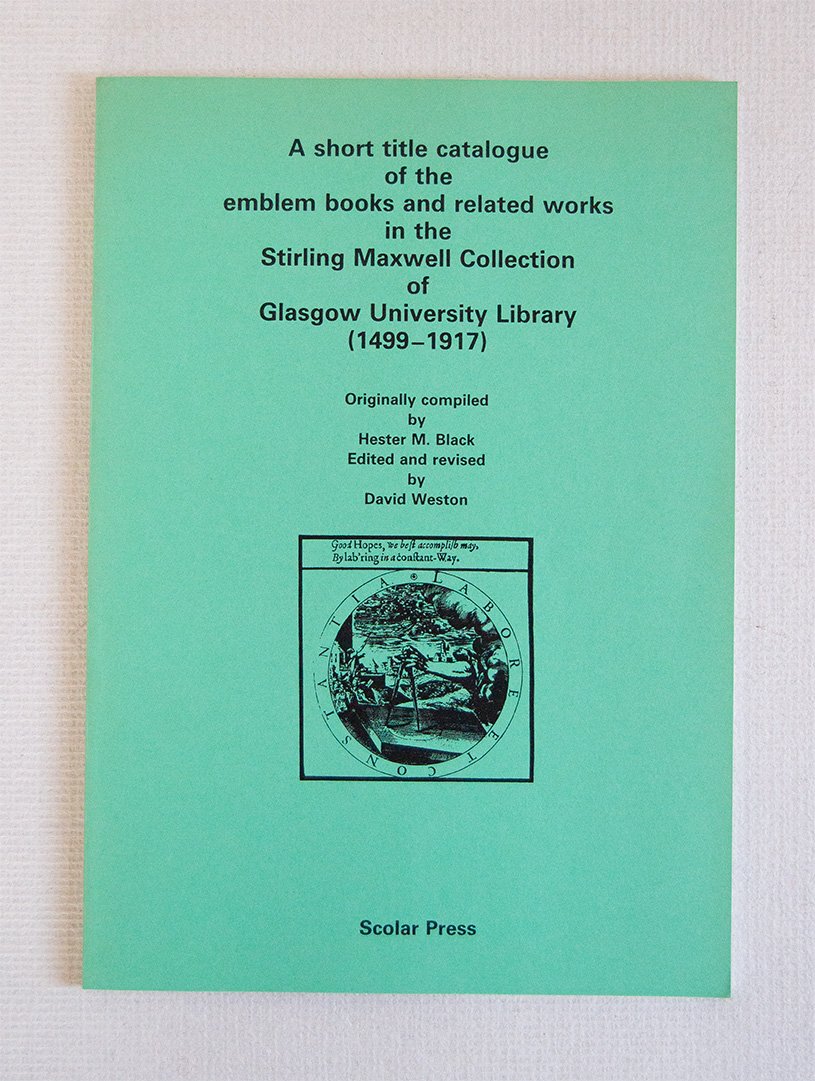 A short title catalogue
of the
emblem books and related works
in the
Stirling Maxwell Collection
of
Glasgow University Library
(1499–1917)
Originally compiled
by
Hester M. Black
Edited and revised
by
David Weston
Good Hopes, we beſt accompliſh may,
By lab'ring in a conſtant-Way.
LABORE ET CONSTANTIA
Scolar Press